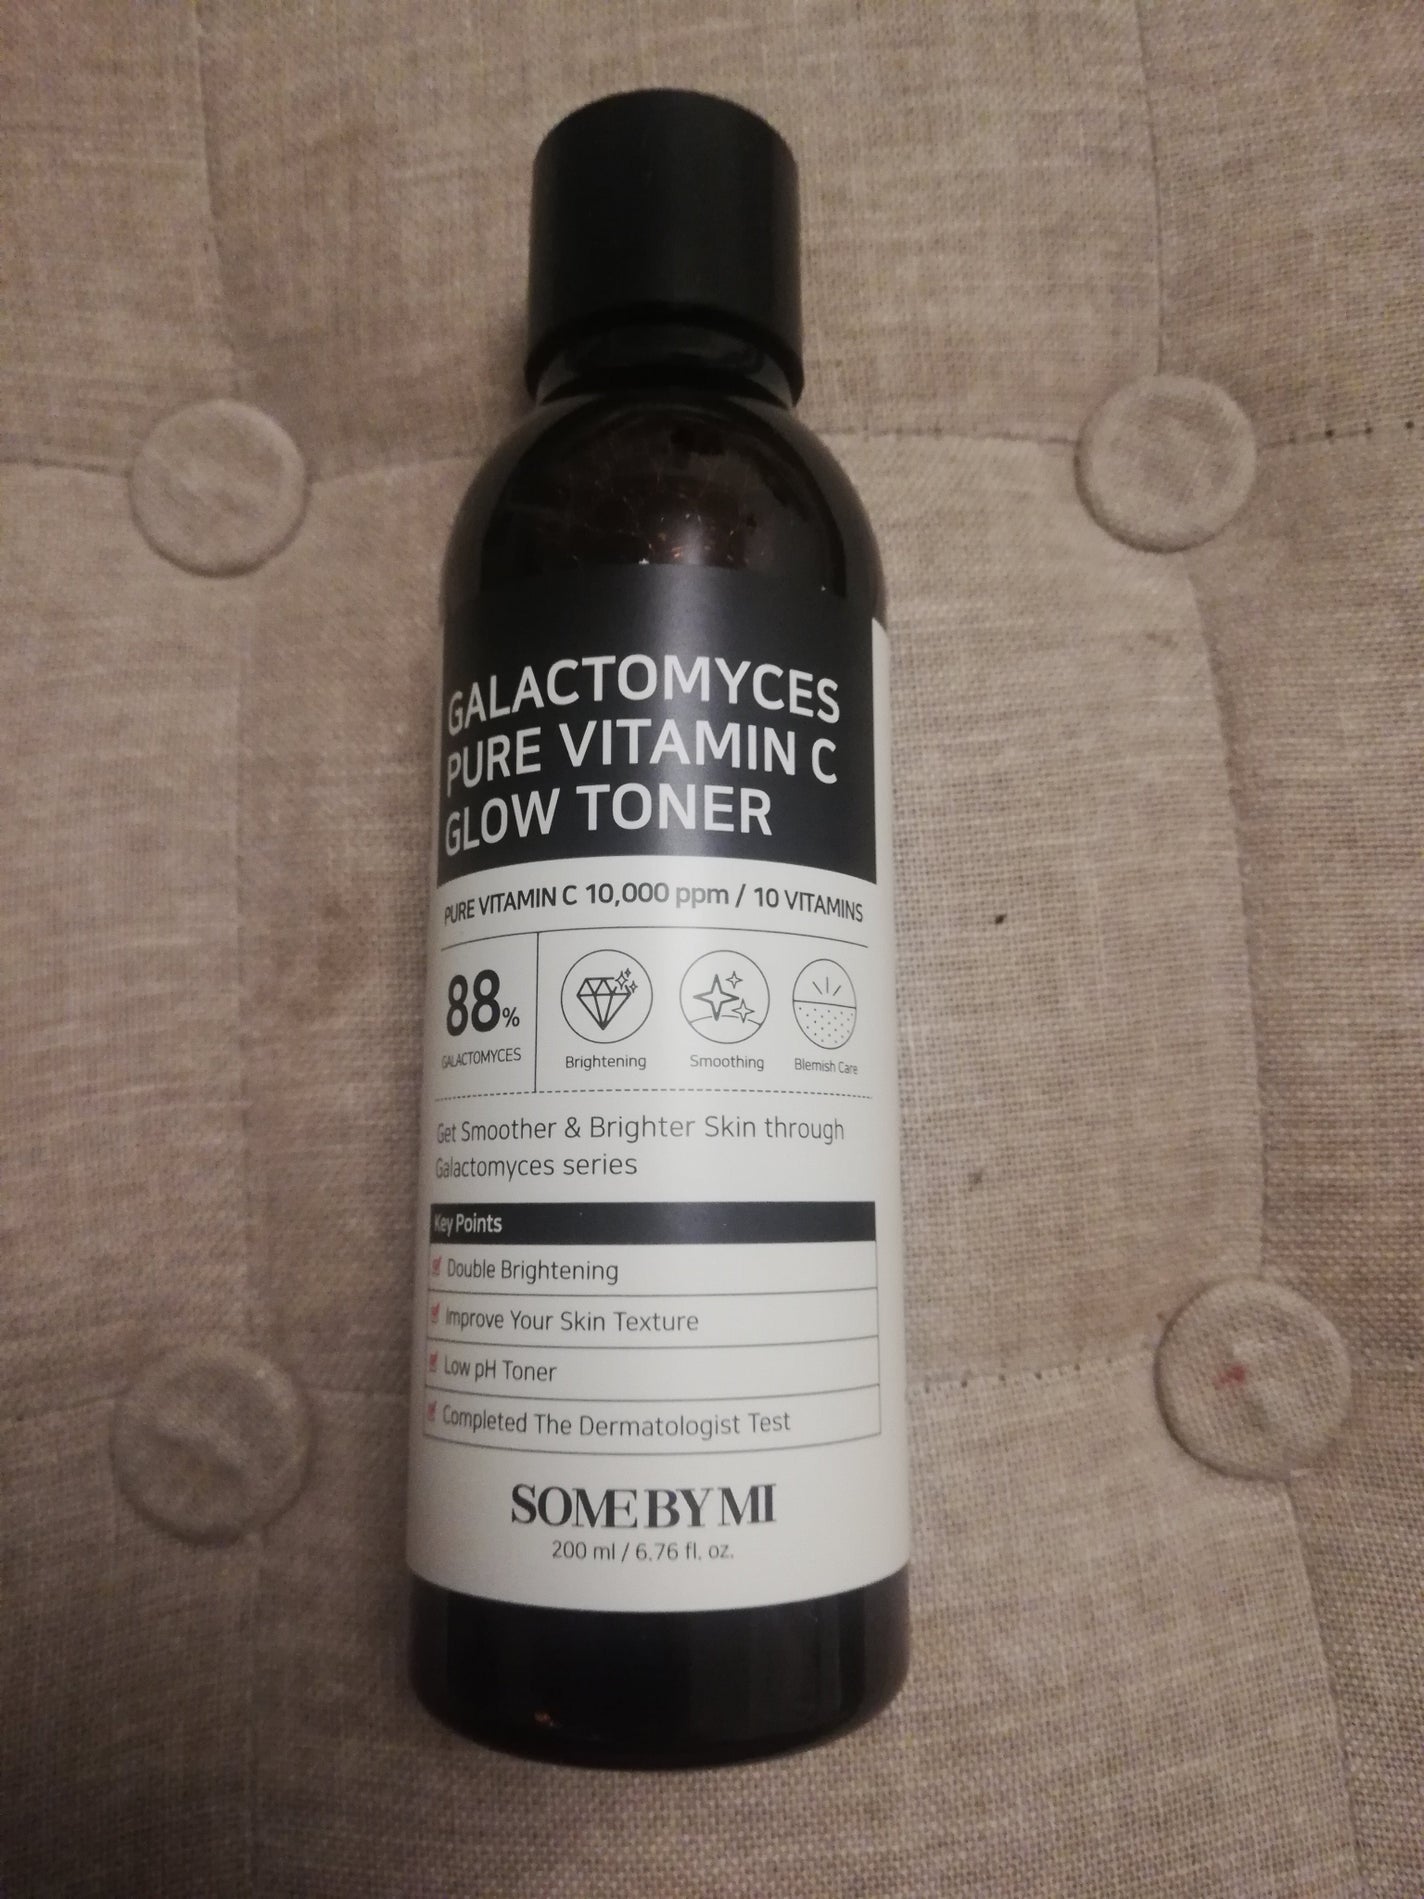 GALACTOMYCES
PURE VITAMIN C
GLOW TONER
PURE VITAMIN C 10,000 ppm / 10 VITAMINS
88%
GALACTOMYCES
Brightening
Smoothing
Blemish Care
Get Smoother & Brighter Skin through
Galactomyces series
Key Points
Double Brightening
Improve Your Skin Texture
Low pH Toner
Completed The Dermatologist Test
SOME BY MI
200 ml / 6.76 fl. oz.